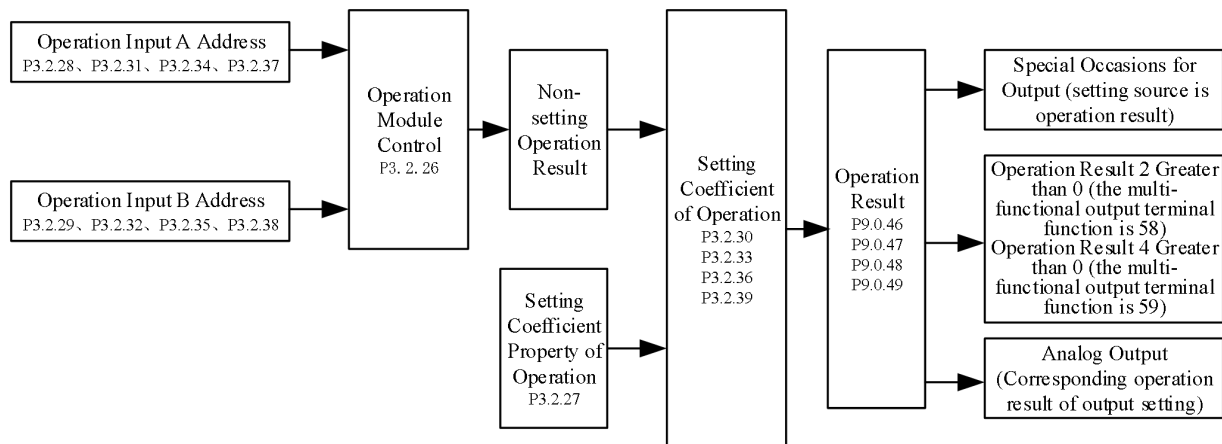 Operation Input A Address
P3.2.28、P3.2.31、P3.2.34、P3.2.37
Operation Input B Address
P3.2.29、P3.2.32、P3.2.35、P3.2.38
Operation
Module
Control
P3. 2. 26
Non-
setting
Operation
Result
Setting
Coefficient
Property of
Operation
P3.2.27
Setting
Coefficient
of Operation
P3.2.30
P3.2.33
P3.2.36
P3.2.39
Operation
Result
P9.0.46
P9.0.47
P9.0.48
P9.0.49
Special Occasions for
Output (setting source is
operation result)
Operation Result 2 Greater
than 0 (the multi-
functional output terminal
function is 58)
Operation Result 4 Greater
than 0 (the multi-
functional output terminal
function is 59)
Analog Output
(Corresponding operation
result of output setting)